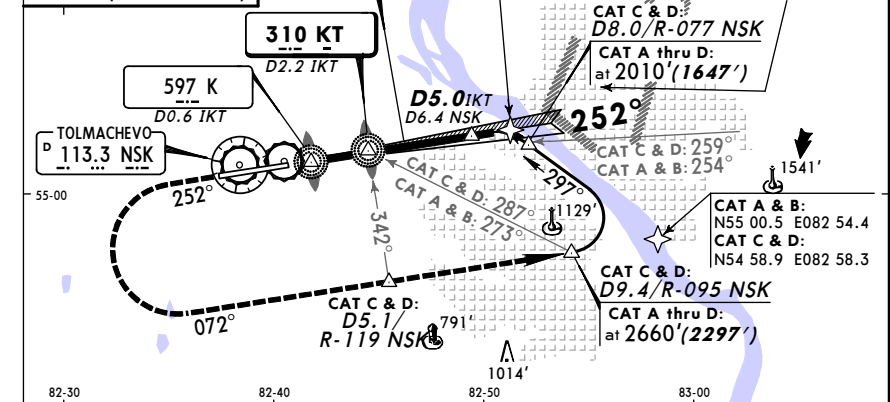 CAT C & D:
D8.0/R-077 NSK
CAT A thru D:
at 2010'(1647')
310 KT
D2.2 IKT
597 K
D0.6 IKT
D5.0IKT
D6.4 NSK
252°
TOLMACHEVO
D 113.3 NSK
CAT C & D: 259°
CAT A & B: 254°
1541'
55-00
252°
CAT C & D: 287°
CAT A & B: 273°
297°
342°
1129'
CAT A & B:
N55 00.5 E082 54.4
CAT C & D:
N54 58.9 E082 58.3
CAT C & D:
D9.4/R-095 NSK
CAT A thru D:
at 2660'(2297')
072°
CAT C & D:
D5.1/
R-119 NSK
791'
1014'
82-30
82-40
82-50
83-00